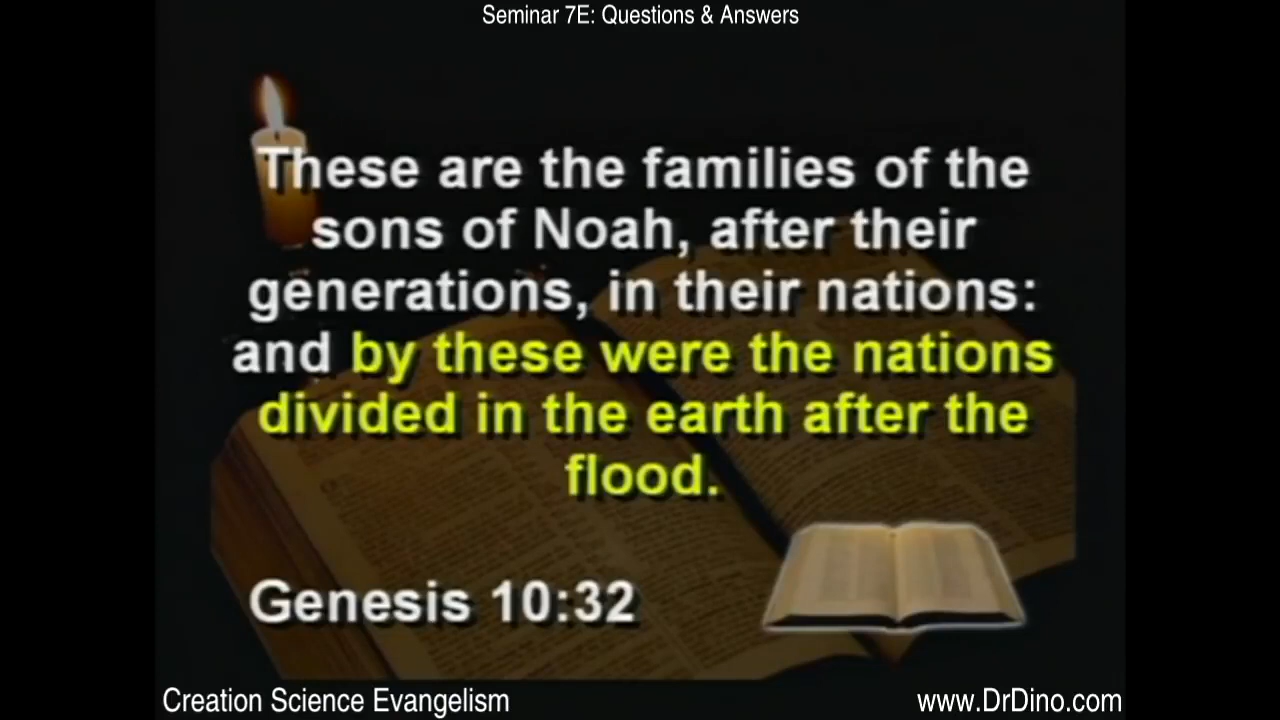 Seminar 7E: Questions & Answers
These are the families of the
sons of Noah, after their
generations, in their nations:
and by these were the nations
divided in the earth after the
flood.
Genesis 10:32
Creation Science Evangelism
www.DrDino.com